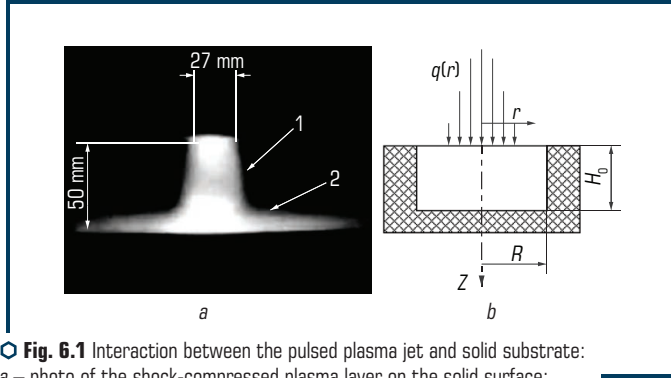 27 mm
1
2
50 mm
a
q(r)
r
H₀
R
Z
b
Fig. 6.1 Interaction between the pulsed plasma jet and solid substrate:
a – photo of the shock-compressed plasma layer on the solid surface;